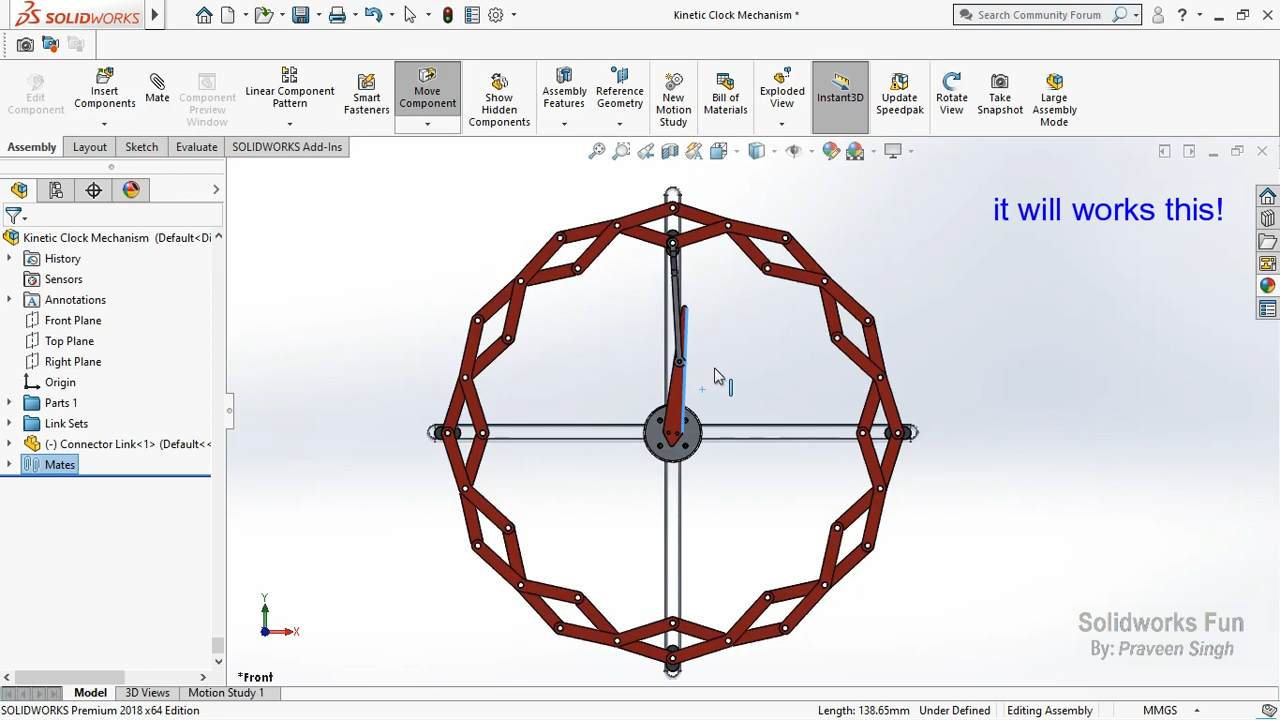 SOLIDWORKS
Kinetic Clock Mechanism *
Search Community Forum
?
Edit Component
Insert Components
Mate
Component Preview Window
Linear Component Pattern
Smart Fasteners
Move Component
Show Hidden Components
Assembly Features
Reference Geometry
New Motion Study
Bill of Materials
Exploded View
Instant3D
Update Speedpak
Rotate View
Take Snapshot
Large Assembly Mode
Assembly
Layout
Sketch
Evaluate
SOLIDWORKS Add-Ins
it will works this!
Kinetic Clock Mechanism (Default<Di
History
Sensors
Annotations
Front Plane
Top Plane
Right Plane
Origin
Parts 1
Link Sets
(-) Connector Link<1> (Default<<
Mates
Y
X
Solidworks Fun
By: Praveen Singh
*Front
Model
3D Views
Motion Study 1
SOLIDWORKS Premium 2018 x64 Edition
Length: 138.65mm
Under Defined
Editing Assembly
MMGS